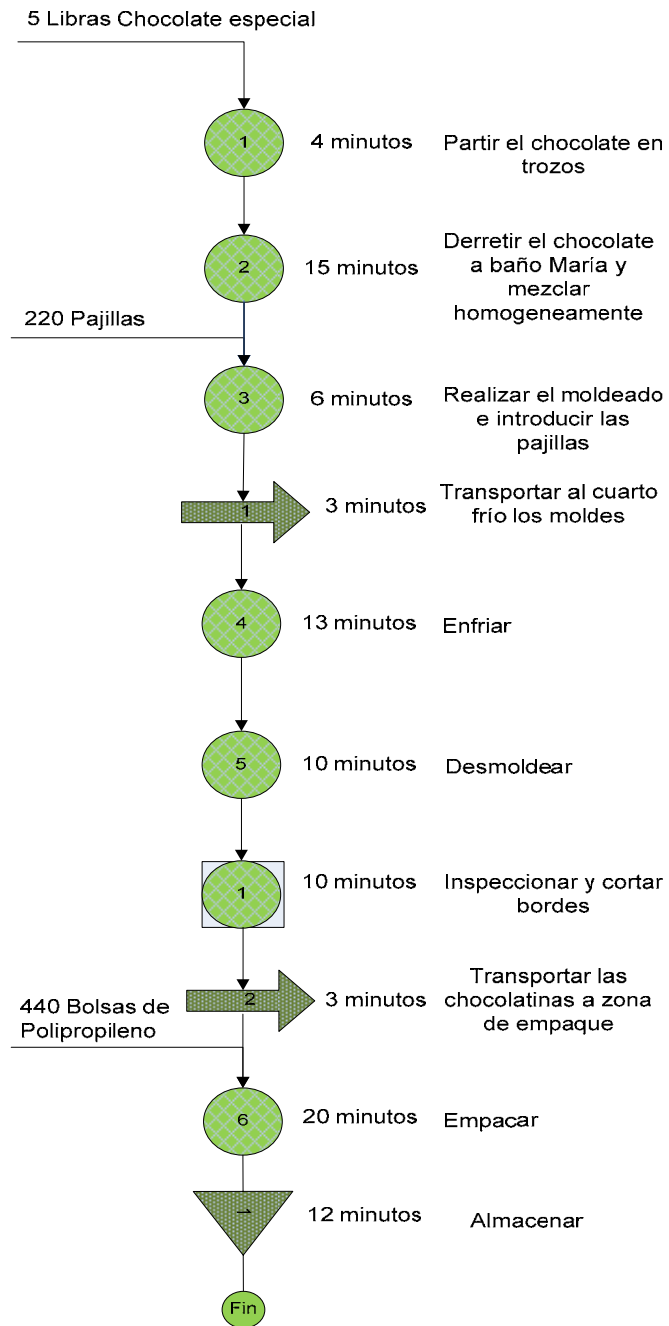 5 Libras Chocolate especial
1
4 minutos
Partir el chocolate en
trozos
2
15 minutos
Derretir el chocolate
a baño María y
mezclar
homogeneamente
220 Pajillas
3
6 minutos
Realizar el moldeado
e introducir las
pajillas
1
3 minutos
Transportar al cuarto
frío los moldes
4
13 minutos
Enfriar
5
10 minutos
Desmoldear
1
10 minutos
Inspeccionar y cortar
bordes
2
3 minutos
Transportar las
chocolatinas a zona
de empaque
440 Bolsas de
Polipropileno
6
20 minutos
Empacar
1
12 minutos
Almacenar
Fin